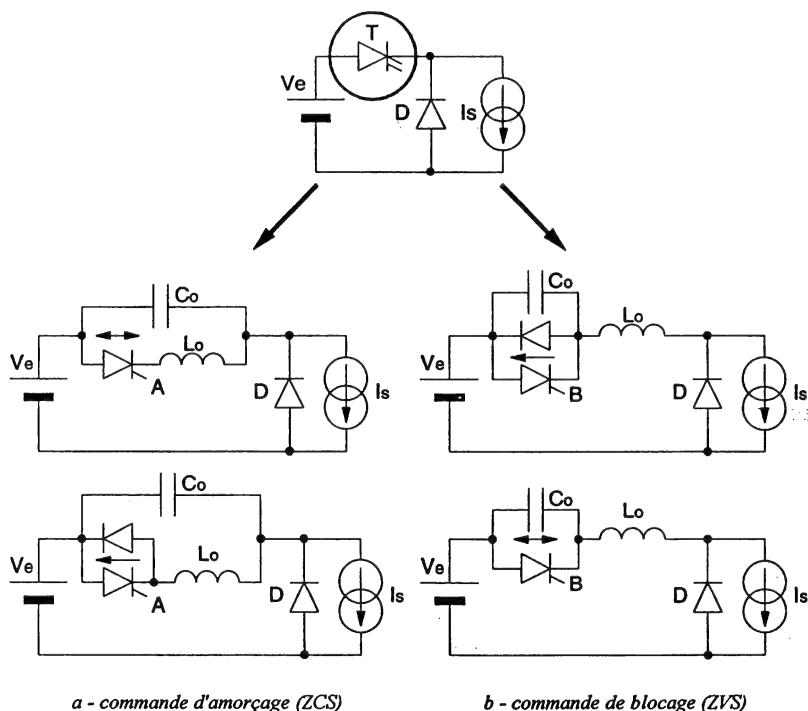 T
Ve
D
Is
Co
Lo
Ve
A
D
Is
Co
Lo
Ve
B
D
Is
Co
Lo
Ve
A
D
Is
Co
Lo
Ve
B
D
Is
a - commande d'amorçage (ZCS)
b - commande de blocage (ZVS)